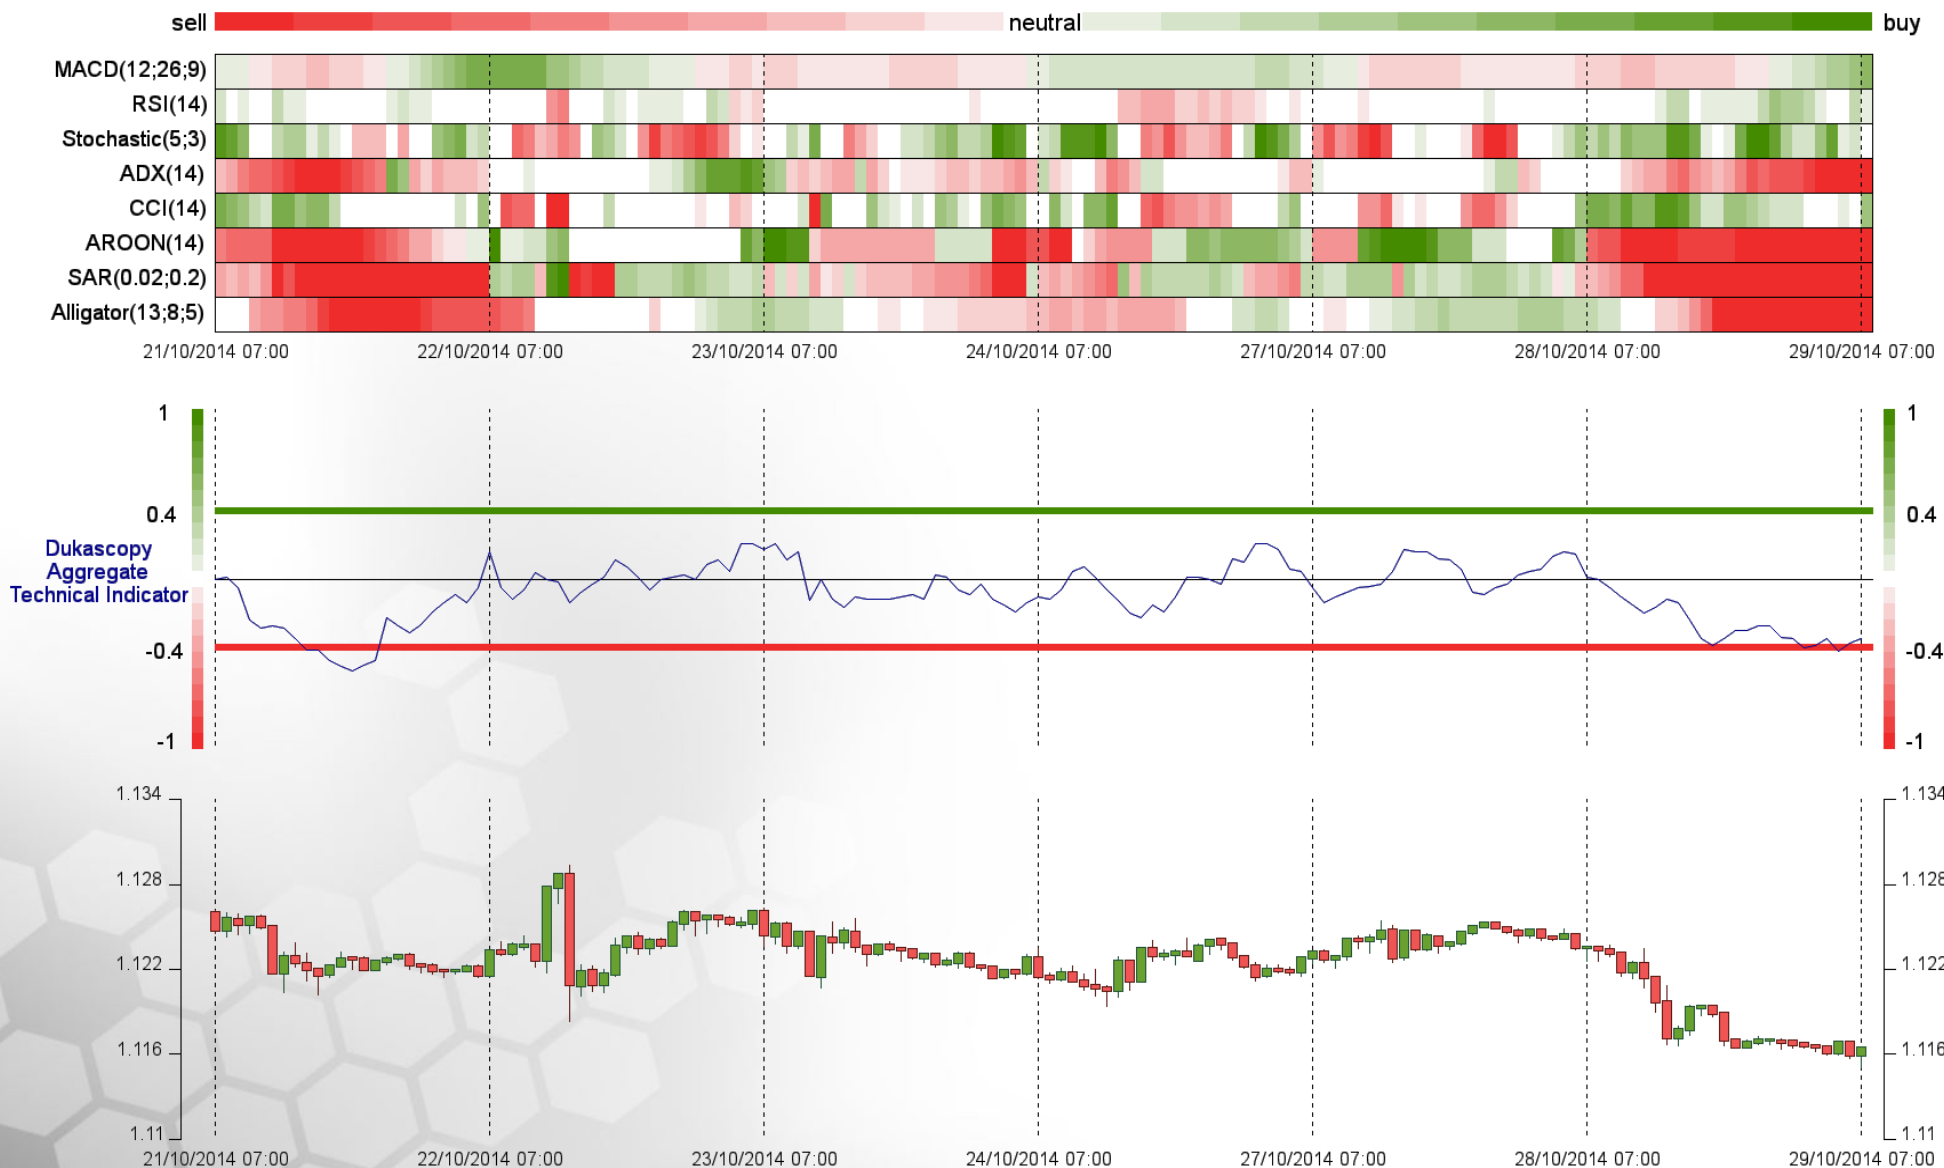 sell neutral buy
MACD(12;26;9)
RSI(14)
Stochastic(5;3)
ADX(14)
CCI(14)
AROON(14)
SAR(0.02;0.2)
Alligator(13;8;5)
21/10/2014 07:00 22/10/2014 07:00 23/10/2014 07:00 24/10/2014 07:00 27/10/2014 07:00 28/10/2014 07:00 29/10/2014 07:00
1 1
0.4 0.4
Dukascopy
Aggregate
Technical Indicator
-0.4 -0.4
-1 -1
1.134 1.134
1.128 1.128
1.122 1.122
1.116 1.116
1.11 1.11
21/10/2014 07:00 22/10/2014 07:00 23/10/2014 07:00 24/10/2014 07:00 27/10/2014 07:00 28/10/2014 07:00 29/10/2014 07:00